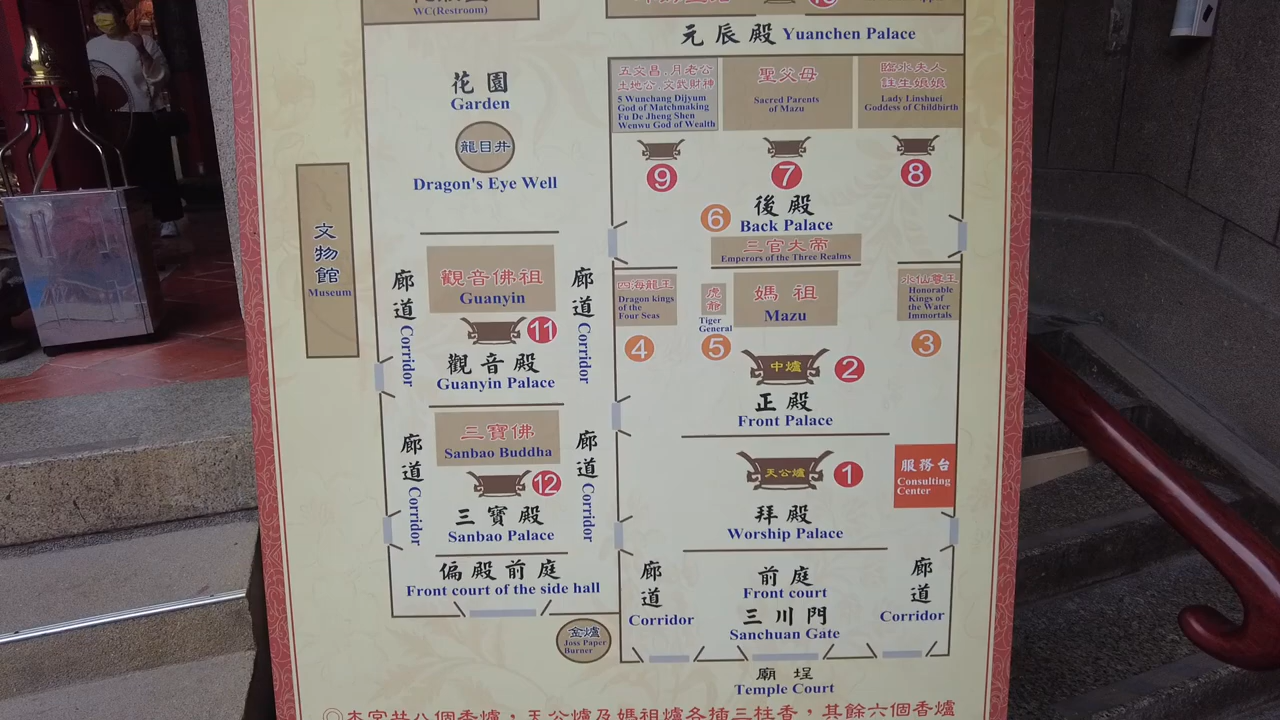 WC(Restroom)
元辰殿 Yuanchen Palace
花園
Garden
龍目井
Dragon's Eye Well
五文昌.月老公
土地公.文武財神
5 Wunchang Dijyum
God of Matchmaking
Fu De Jheng Shen
Wenwu God of Wealth
聖父母
Sacred Parents
of Mazu
臨水夫人
註生娘娘
Lady Linshuei
Goddess of Childbirth
9
7
8
後殿
6
Back Palace
三官大帝
Emperors of the Three Realms
文物館
Museum
廊道 Corridor
觀音佛祖
Guanyin
11
觀音殿
Guanyin Palace
廊道 Corridor
四海龍王
Dragon kings
of the
Four Seas
4
虎爺
Tiger
General
5
媽祖
Mazu
水仙尊王
Honorable
Kings of
the Water
Immortals
3
中爐
2
正殿
Front Palace
廊道 Corridor
三寶佛
Sanbao Buddha
12
三寶殿
Sanbao Palace
廊道 Corridor
天公爐
1
服務台
Consulting
Center
拜殿
Worship Palace
偏殿前庭
Front court of the side hall
金爐
Joss Paper
Burner
廊道
Corridor
前庭
Front court
三川門
Sanchuan Gate
廊道
Corridor
廟埕
Temple Court
◎本宮共八個香爐，天公爐及媽祖爐各插三柱香，其餘六個香爐